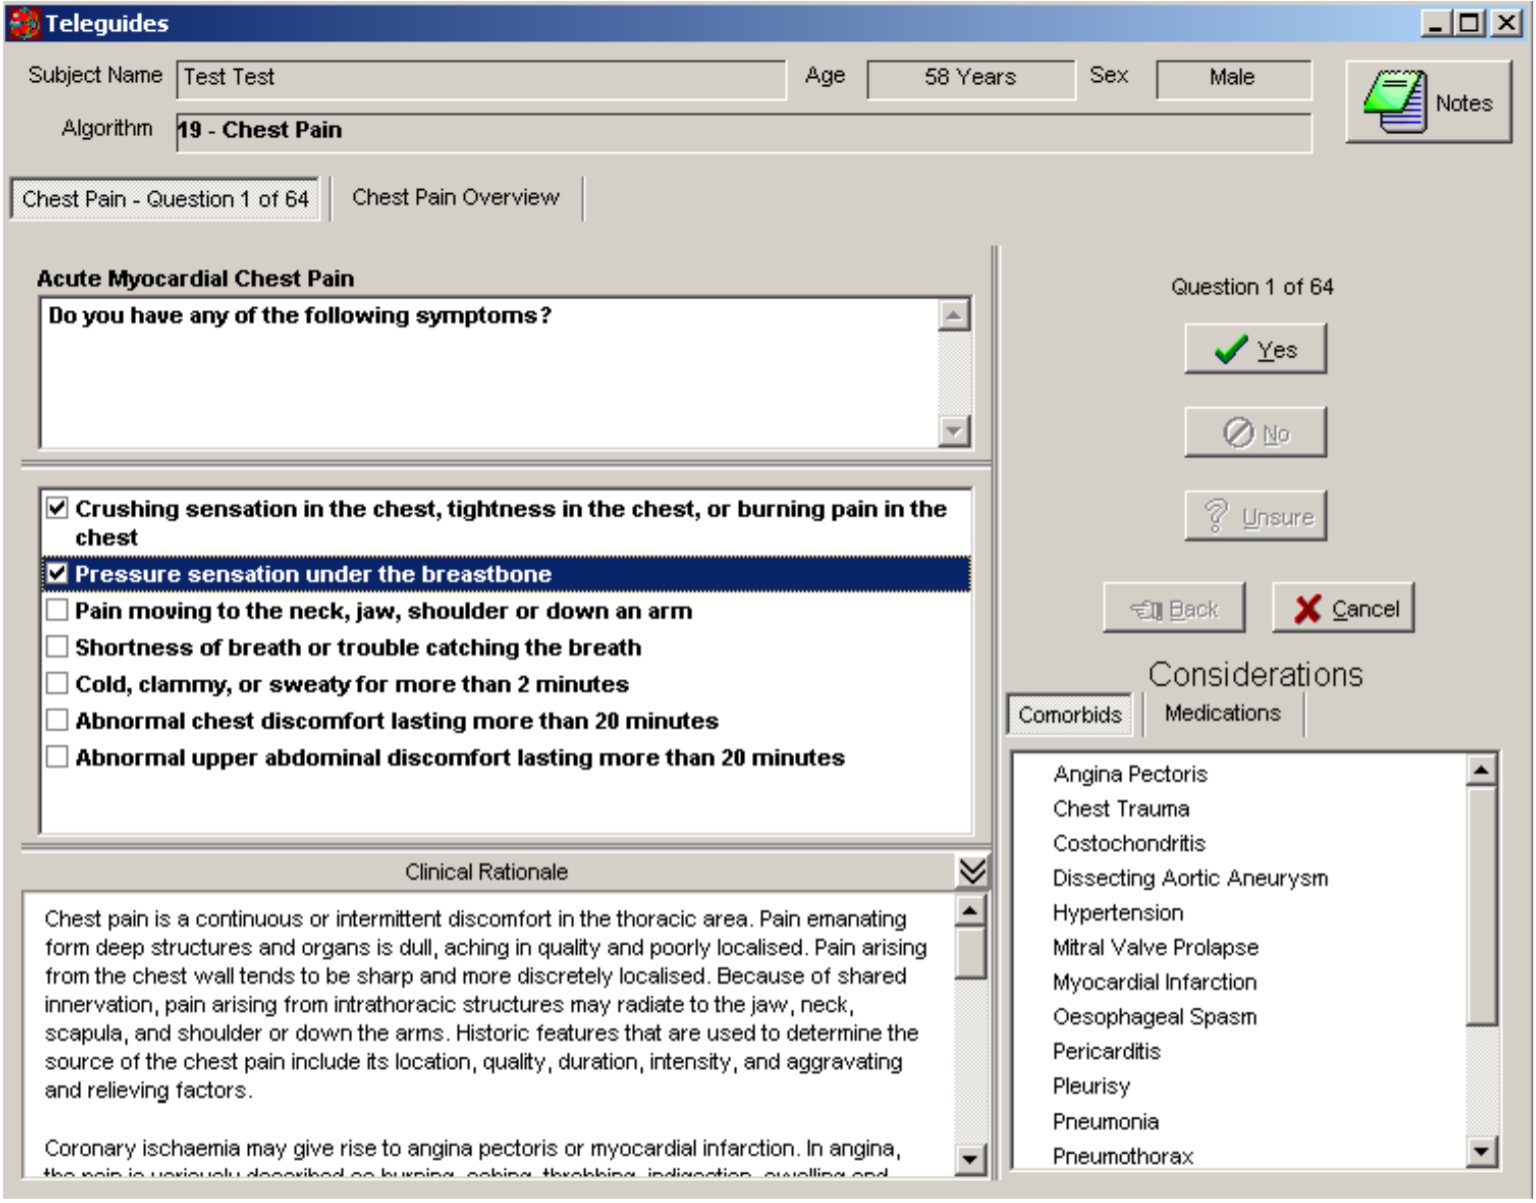 Teleguides
Subject Name Test Test Age 58 Years Sex Male
Notes
Algorithm 19 - Chest Pain
Chest Pain - Question 1 of 64 Chest Pain Overview
Acute Myocardial Chest Pain
Do you have any of the following symptoms?
Crushing sensation in the chest, tightness in the chest, or burning pain in the
chest
Pressure sensation under the breastbone
Pain moving to the neck, jaw, shoulder or down an arm
Shortness of breath or trouble catching the breath
Cold, clammy, or sweaty for more than 2 minutes
Abnormal chest discomfort lasting more than 20 minutes
Abnormal upper abdominal discomfort lasting more than 20 minutes
Clinical Rationale
Chest pain is a continuous or intermittent discomfort in the thoracic area. Pain emanating
form deep structures and organs is dull, aching in quality and poorly localised. Pain arising
from the chest wall tends to be sharp and more discretely localised. Because of shared
innervation, pain arising from intrathoracic structures may radiate to the jaw, neck,
scapula, and shoulder or down the arms. Historic features that are used to determine the
source of the chest pain include its location, quality, duration, intensity, and aggravating
and relieving factors.
Coronary ischaemia may give rise to angina pectoris or myocardial infarction. In angina,
the pain is variously described as burning, aching, throbbing, indigestion, swelling and
Question 1 of 64
Yes
No
Unsure
Back Cancel
Considerations
Comorbids Medications
Angina Pectoris
Chest Trauma
Costochondritis
Dissecting Aortic Aneurysm
Hypertension
Mitral Valve Prolapse
Myocardial Infarction
Oesophageal Spasm
Pericarditis
Pleurisy
Pneumonia
Pneumothorax